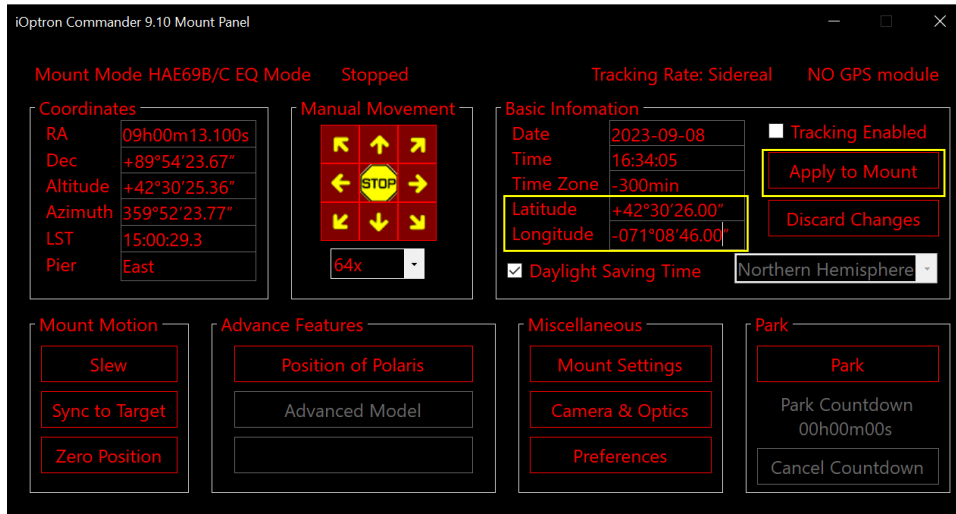 iOptron Commander 9.10 Mount Panel
Mount Mode HAE69B/C EQ Mode Stopped Tracking Rate: Sidereal NO GPS module
Coordinates
RA 09h00m13.100s
Dec +89°54'23.67"
Altitude +42°30'25.36"
Azimuth 359°52'23.77"
LST 15:00:29.3
Pier East
Manual Movement
STOP
64x
Basic Infomation
Date 2023-09-08
Time 16:34:05
Time Zone -300min
Latitude +42°30'26.00"
Longitude -071°08'46.00"
Daylight Saving Time
Tracking Enabled
Apply to Mount
Discard Changes
Northern Hemisphere
Mount Motion
Slew
Sync to Target
Zero Position
Advance Features
Position of Polaris
Advanced Model
Miscellaneous
Mount Settings
Camera & Optics
Preferences
Park
Park
Park Countdown
00h00m00s
Cancel Countdown